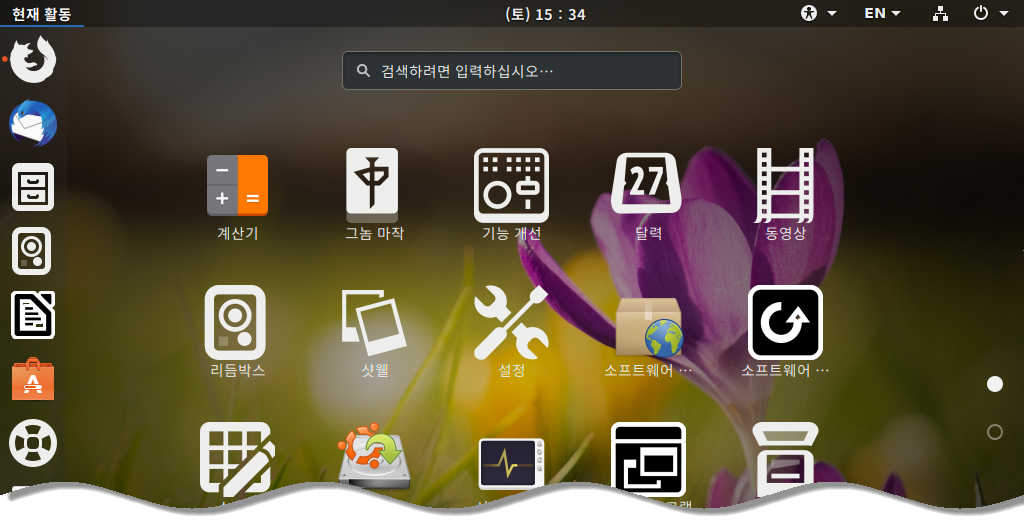 현재 활동
(토) 15 : 34
EN
검색하려면 입력하십시오…
계산기
그놈 마작
기능 개선
27
달력
동영상
리듬박스
샷웰
설정
소프트웨어 …
소프트웨어 …